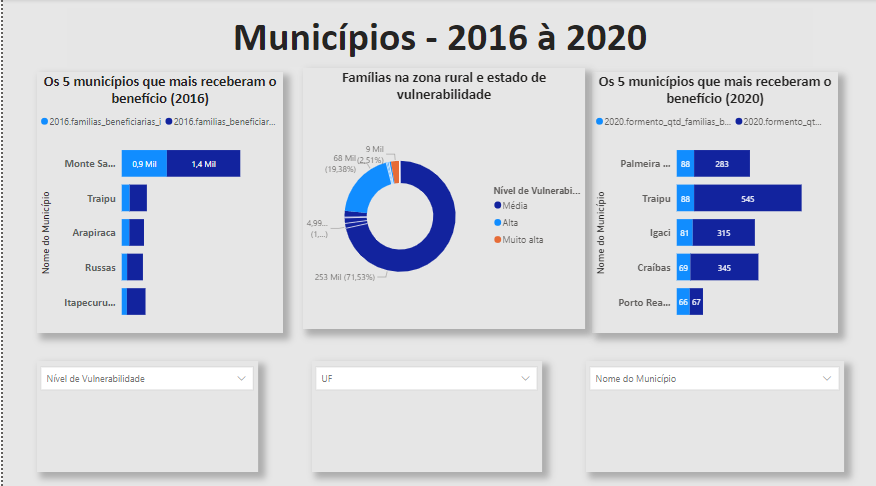 Municípios - 2016 à 2020
Os 5 municípios que mais receberam o
benefício (2016)
2016.familias_beneficiarias_i
2016.familias_beneficiar...
Nome do Município
Monte Sa...
0,9 Mil
1,4 Mil
Traipu
Arapiraca
Russas
Itapecuru...
Famílias na zona rural e estado de
vulnerabilidade
9 Mil
(2,51%)
68 Mil
(19,38%)
4,99...
(1,...)
253 Mil (71,53%)
Nível de Vulnerabi...
Média
Alta
Muito alta
Os 5 municípios que mais receberam o
benefício (2020)
2020.formento_qtd_familias_b...
2020.formento_qt...
Nome do Município
Palmeira ...
88
283
Traipu
88
545
Igaci
81
315
Craíbas
69
345
Porto Rea...
66
67
Nível de Vulnerabilidade
UF
Nome do Município